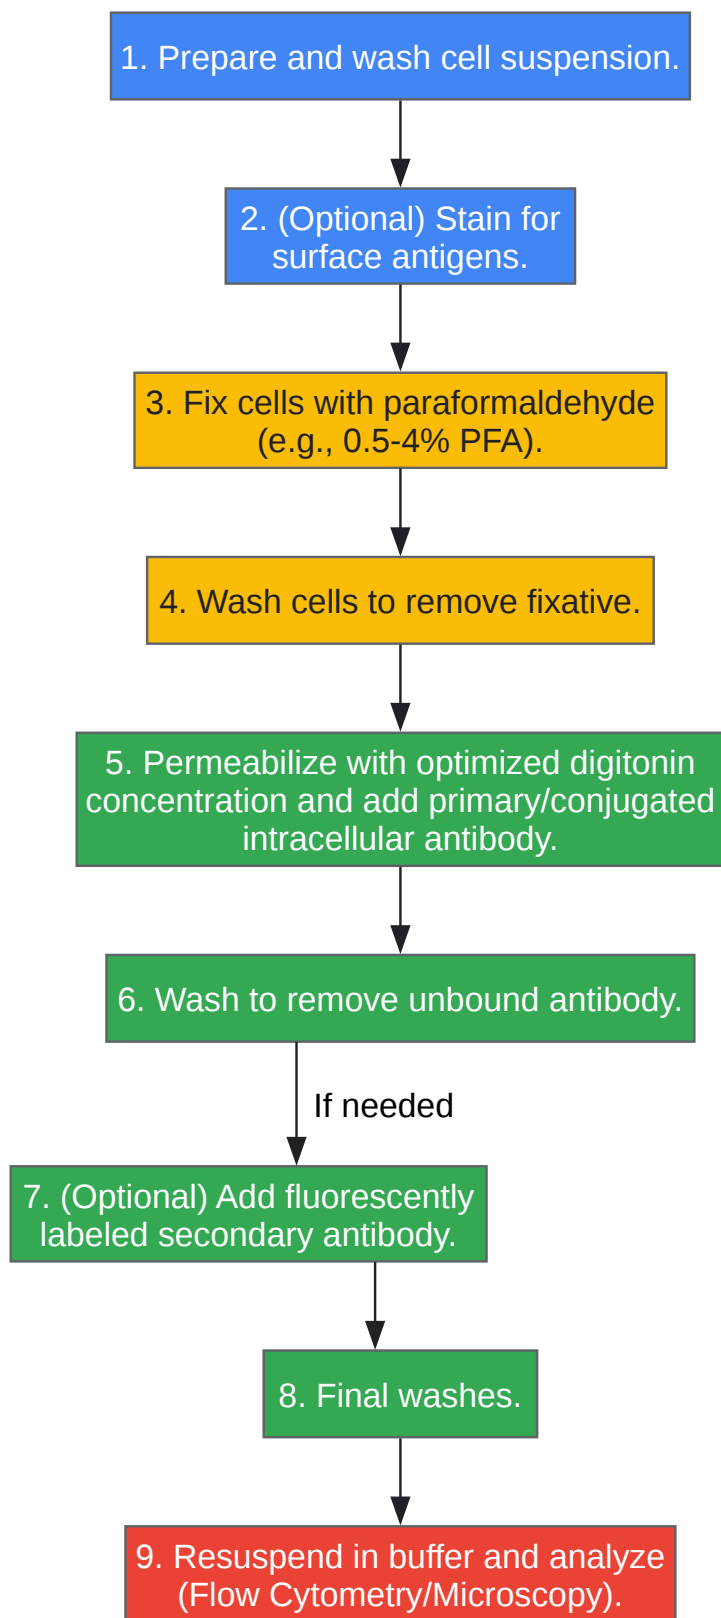 1. Prepare and wash cell suspension.
2. (Optional) Stain for
surface antigens.
3. Fix cells with paraformaldehyde
(e.g., 0.5-4% PFA).
4. Wash cells to remove fixative.
5. Permeabilize with optimized digitonin
concentration and add primary/conjugated
intracellular antibody.
6. Wash to remove unbound antibody.
If needed
7. (Optional) Add fluorescently
labeled secondary antibody.
8. Final washes.
9. Resuspend in buffer and analyze
(Flow Cytometry/Microscopy).